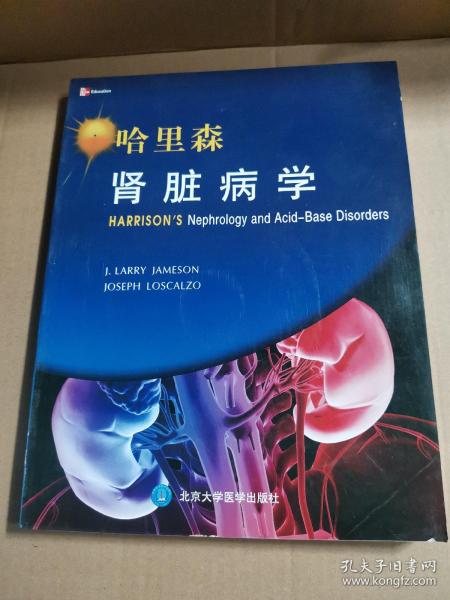 Education
哈里森
肾脏病学
HARRISON'S Nephrology and Acid-Base Disorders
J. LARRY JAMESON
JOSEPH LOSCALZO
北京大学医学出版社
孔夫子旧书网
www.kongfz.com